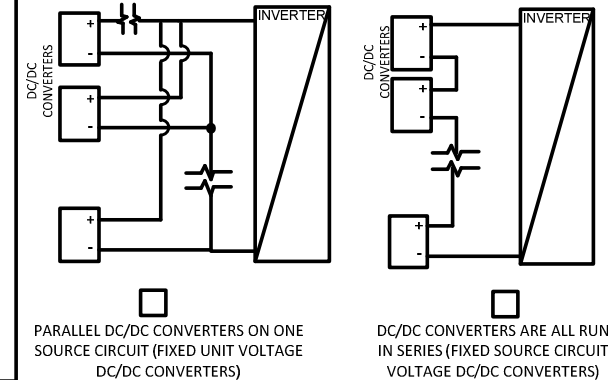 DC/DC
CONVERTERS
+
-
+
-
+
-
INVERTER
PARALLEL DC/DC CONVERTERS ON ONE
SOURCE CIRCUIT (FIXED UNIT VOLTAGE
DC/DC CONVERTERS)
DC/DC
CONVERTERS
+
-
+
-
+
-
INVERTER
DC/DC CONVERTERS ARE ALL RUN
IN SERIES (FIXED SOURCE CIRCUIT
VOLTAGE DC/DC CONVERTERS)